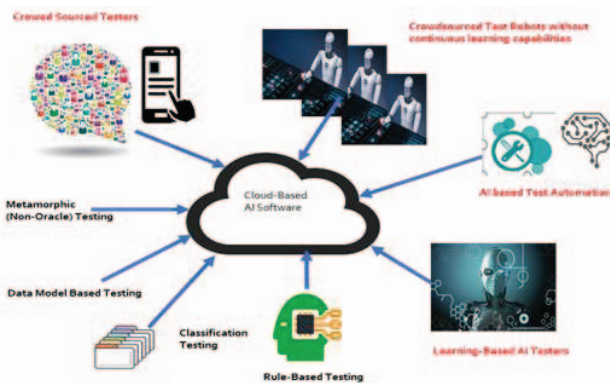 Crowed Sourced Testers
Crowdsourced Test Robots without
continuous learning capabilities
Cloud-Based
AI Software
AI based Test Automation
Metamorphic
(Non-Oracle) Testing
Data Model Based Testing
Classification
Testing
Rule-Based Testing
Learning-Based AI Testers